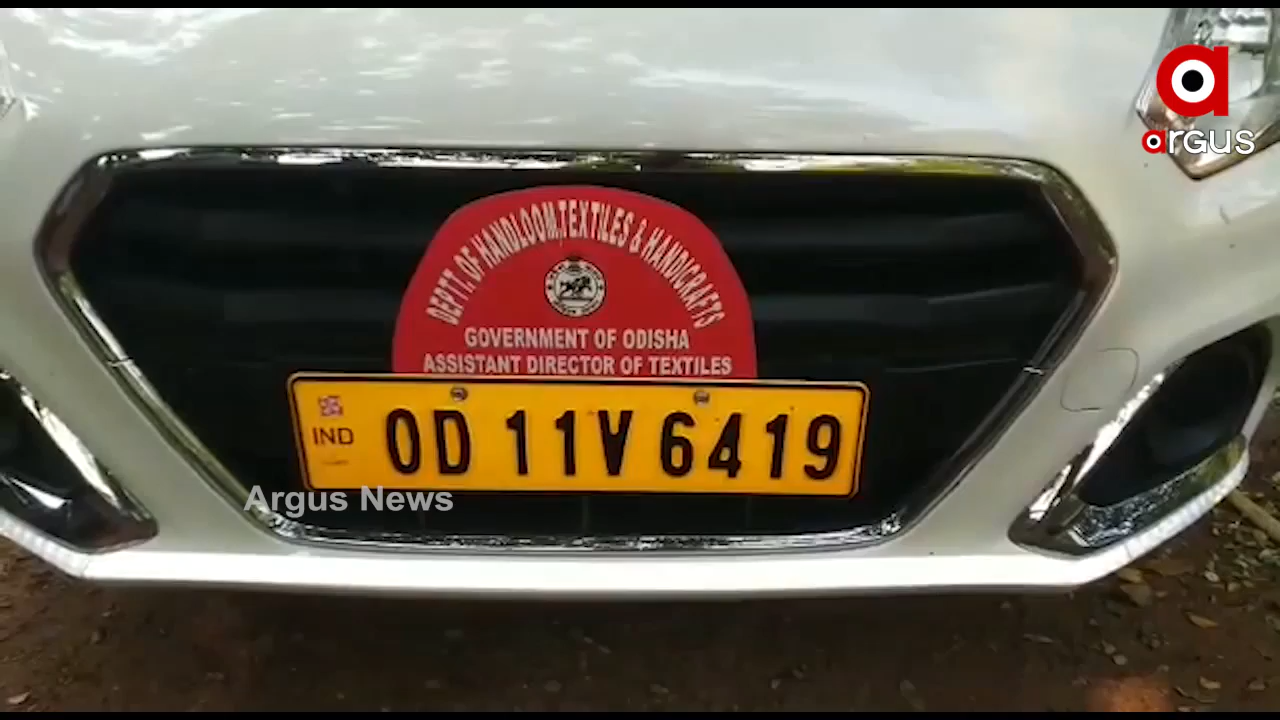 argus
DEPTT. OF HANDLOOM,TEXTILES & HANDICRAFTS
GOVERNMENT OF ODISHA
ASSISTANT DIRECTOR OF TEXTILES
IND
OD 11V 6419
Argus News